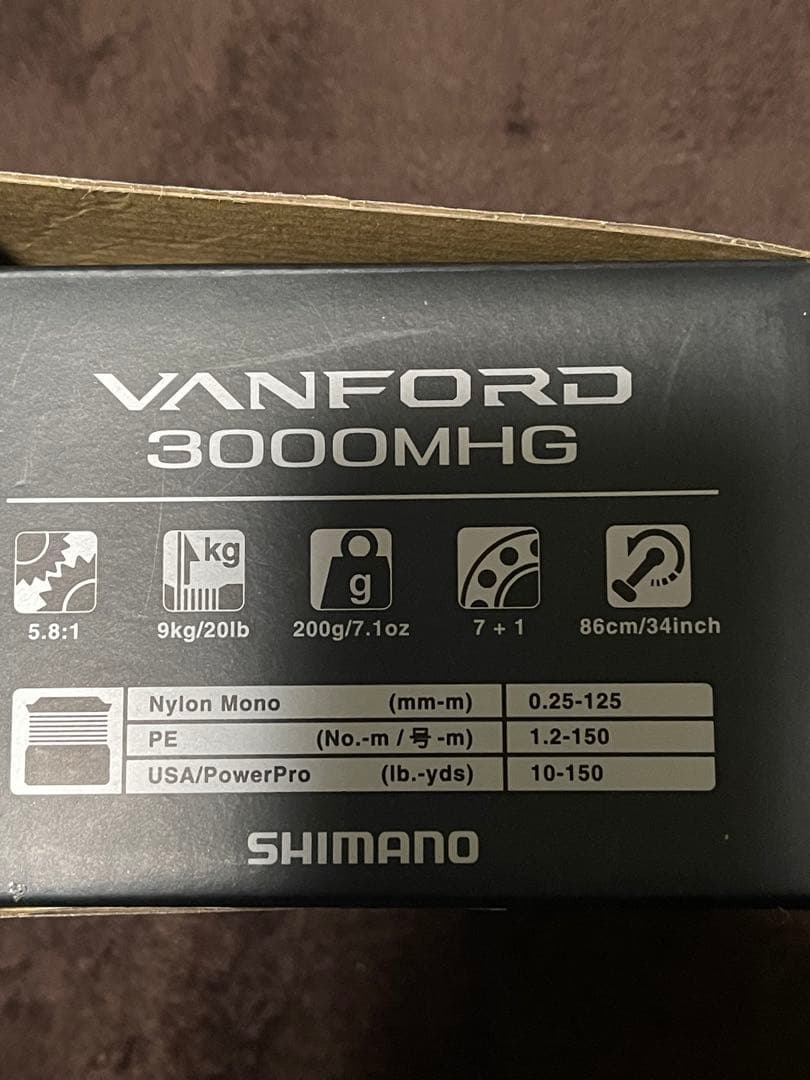 VANFORD
3000MHG
kg
g
5.8:1 9kg/20lb 200g/7.1oz 7 + 1 86cm/34inch
Nylon Mono (mm-m) 0.25-125
PE (No.-m / 号-m) 1.2-150
USA/PowerPro (lb.-yds) 10-150
SHIMANO